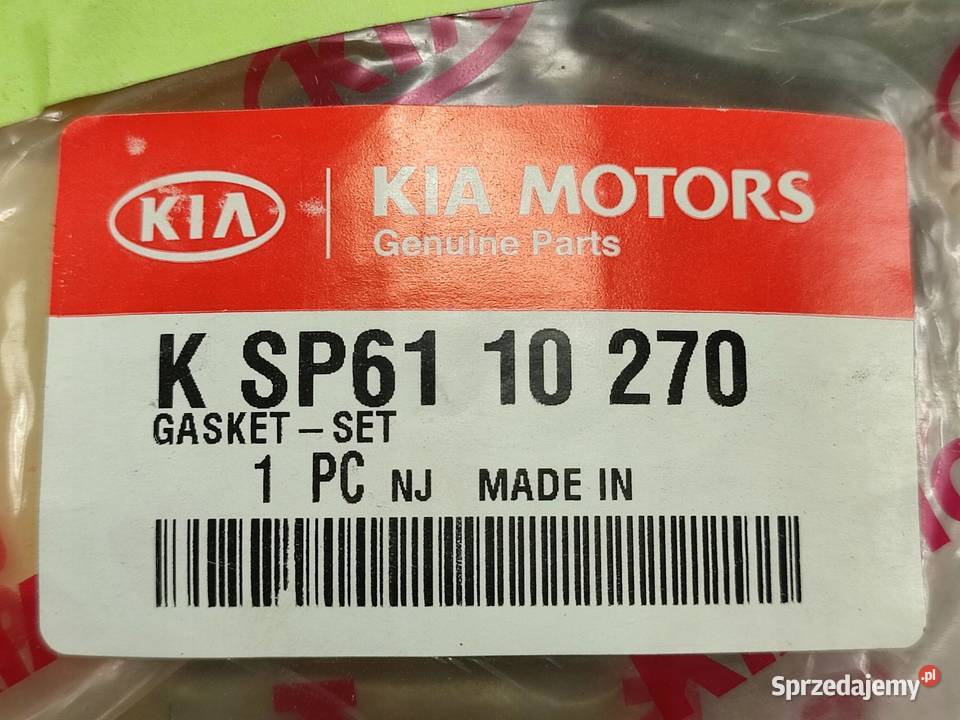 KIA
KIA MOTORS
Genuine Parts
K SP61 10 270
GASKET – SET
1 PC NJ MADE IN
Sprzedajemy.pl